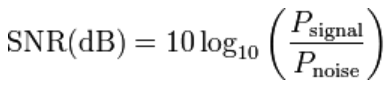 SNR(dB) = 10 log₁₀ (P_signal / P_noise)